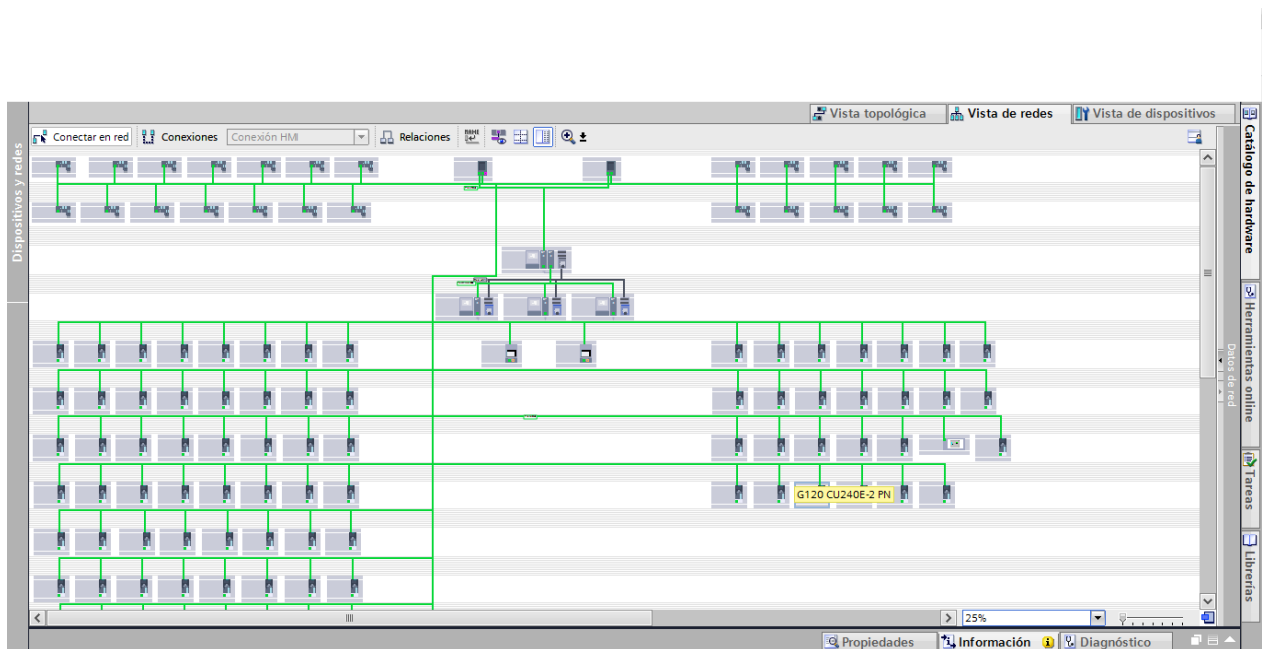 Vista topológica
Vista de redes
Vista de dispositivos
Conectar en red
Conexiones
Conexión HMI
Relaciones
Dispositivos y redes
G120 CU240E-2 PN
Datos de red
Catálogo de hardware
Herramientas online
Tareas
Librerías
25%
Propiedades
Información
Diagnóstico